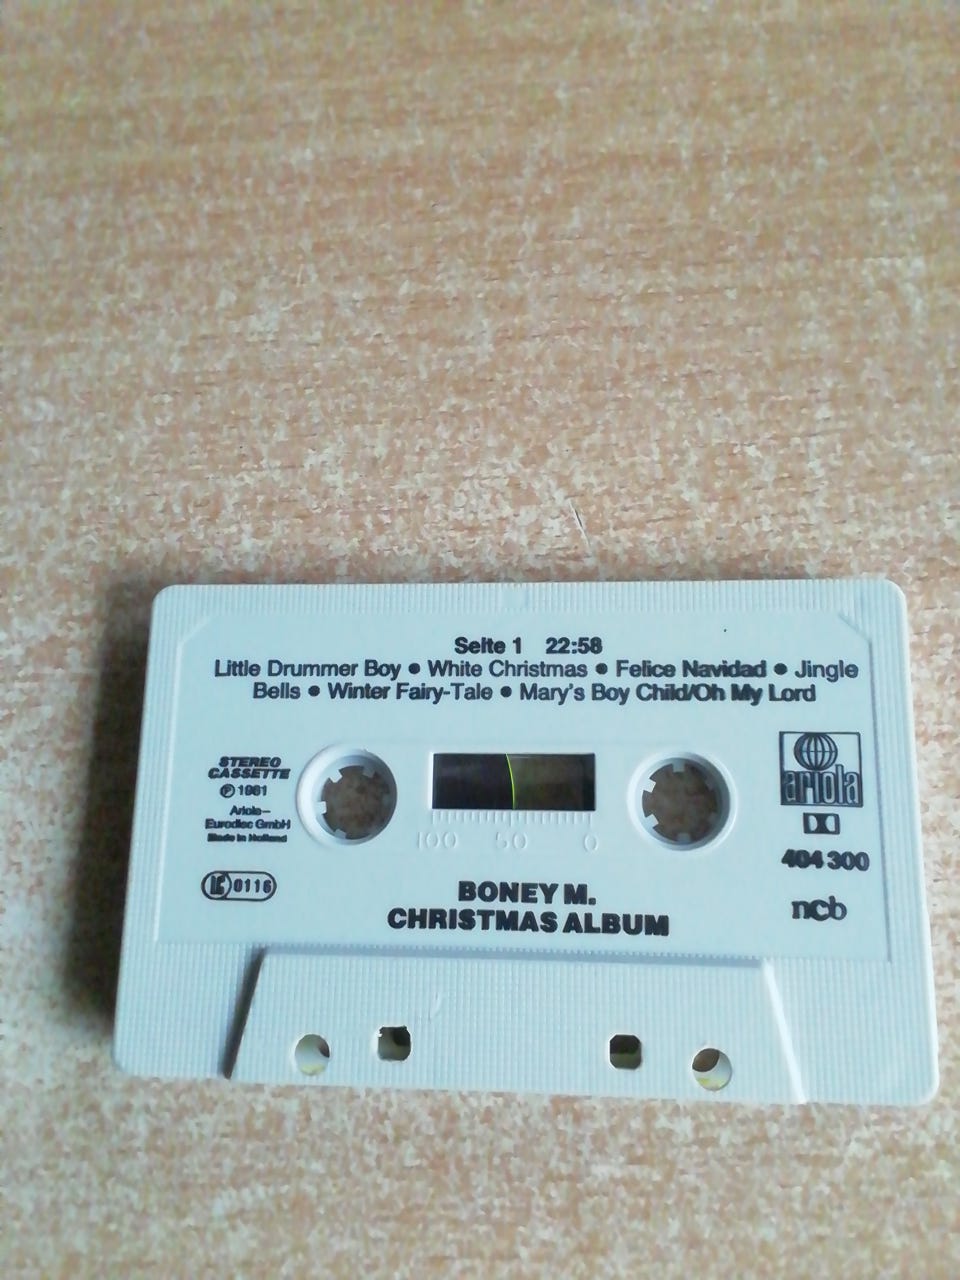 Seite 1 22:58
Little Drummer Boy • White Christmas • Felice Navidad • Jingle
Bells • Winter Fairy-Tale • Mary's Boy Child/Oh My Lord
STEREO
CASSETTE
℗ 1981
Ariola-
Eurodisc GmbH
Made in Holland
LC 0116
100 50 0
ariola
404 300
ncb
BONEY M.
CHRISTMAS ALBUM